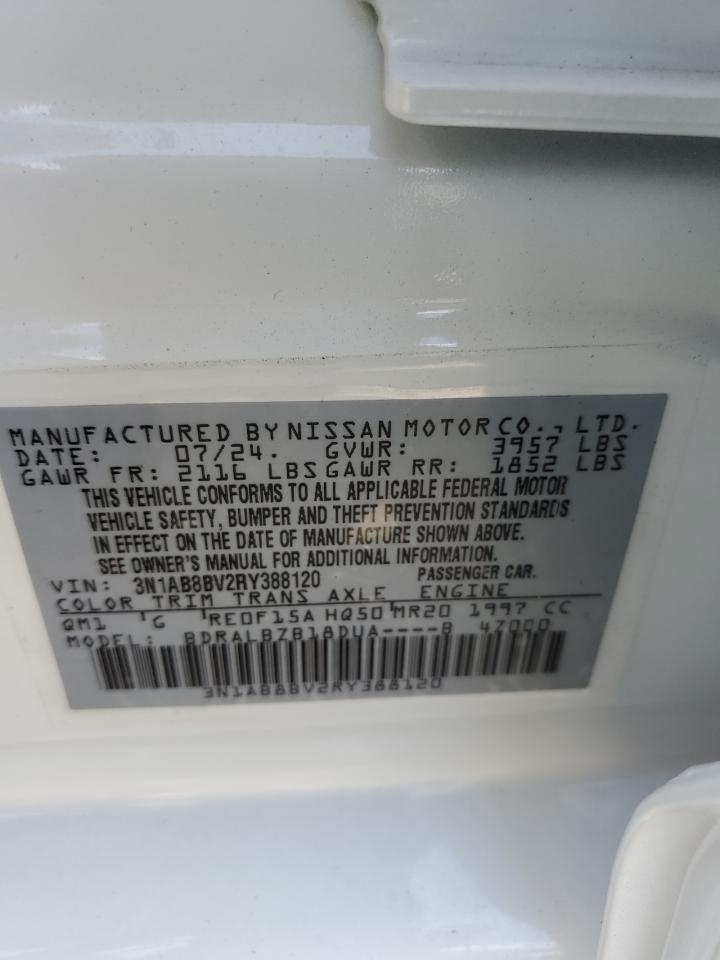 MANUFACTURED BY NISSAN MOTOR CO., LTD.
DATE: 07/24. GVWR: 3957 LBS
GAWR FR: 2116 LBS GAWR RR: 1852 LBS
THIS VEHICLE CONFORMS TO ALL APPLICABLE FEDERAL MOTOR
VEHICLE SAFETY, BUMPER AND THEFT PREVENTION STANDARDS
IN EFFECT ON THE DATE OF MANUFACTURE SHOWN ABOVE.
SEE OWNER'S MANUAL FOR ADDITIONAL INFORMATION.
VIN: 3N1AB8BV2RY388120 PASSENGER CAR.
COLOR TRIM TRANS AXLE ENGINE
QM1 G RE0F15A HQ50 MR20 1997 CC
MODEL: BDRALBZB18DUA----B 47000
3N1AB8BV2RY388120